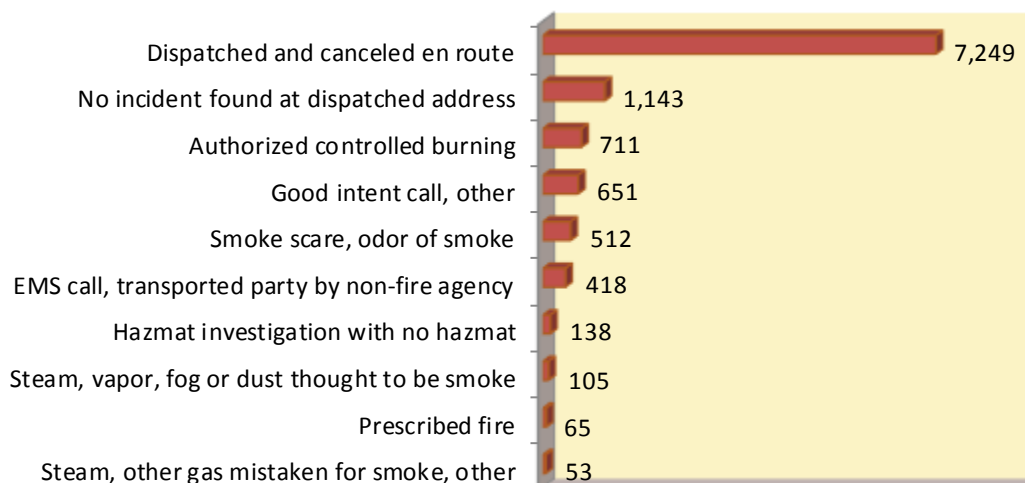 Dispatched and canceled en route 7,249
No incident found at dispatched address 1,143
Authorized controlled burning 711
Good intent call, other 651
Smoke scare, odor of smoke 512
EMS call, transported party by non-fire agency 418
Hazmat investigation with no hazmat 138
Steam, vapor, fog or dust thought to be smoke 105
Prescribed fire 65
Steam, other gas mistaken for smoke, other 53